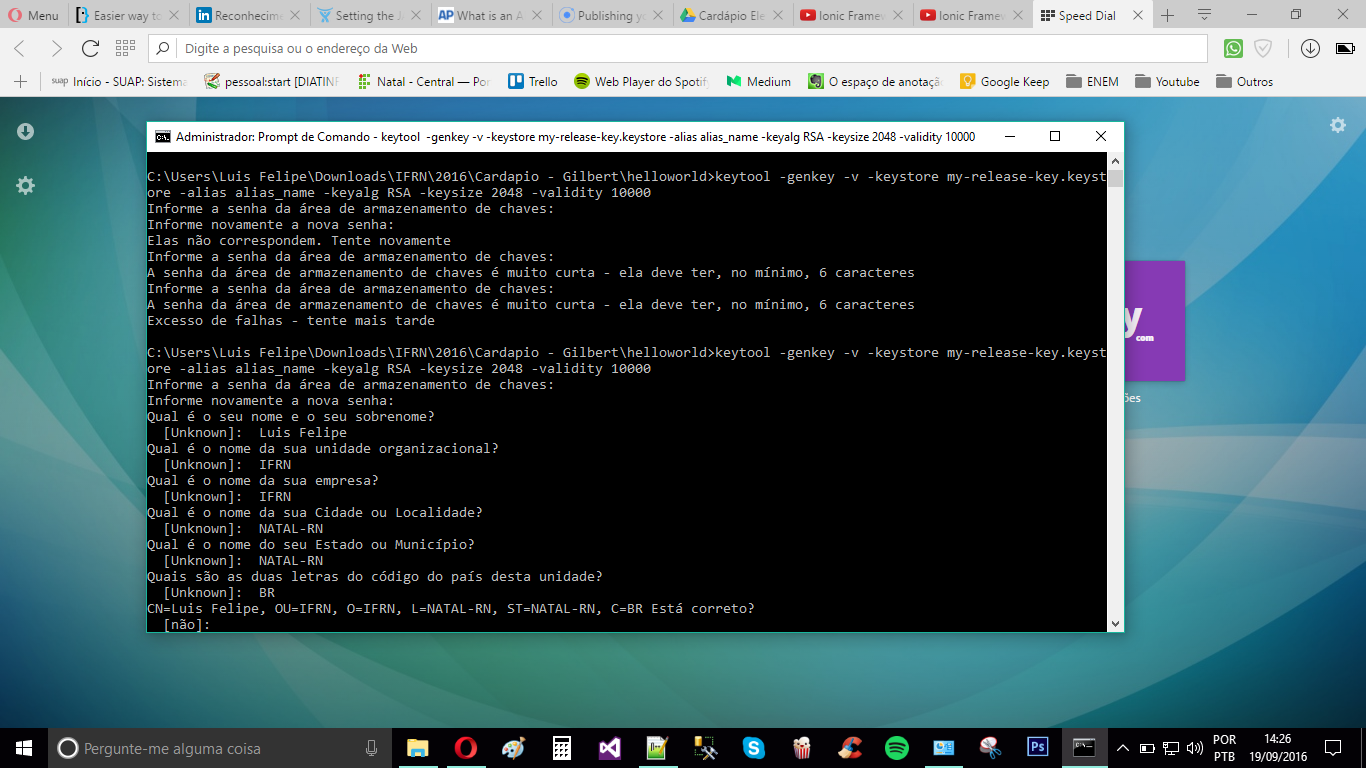 Menu
Easier way to
Reconhecime
Setting the J
AP What is an A
Publishing yo
Cardápio Ele
Ionic Framew
Ionic Framew
Speed Dial
Digite a pesquisa ou o endereço da Web
suap Início - SUAP: Sistema
pessoal:start [DIATINF
Natal - Central — Por
Trello
Web Player do Spotify
Medium
O espaço de anotaçã
Google Keep
ENEM
Youtube
Outros
Administrador: Prompt de Comando - keytool -genkey -v -keystore my-release-key.keystore -alias alias_name -keyalg RSA -keysize 2048 -validity 10000
C:\Users\Luis Felipe\Downloads\IFRN\2016\Cardapio - Gilbert\helloworld>keytool -genkey -v -keystore my-release-key.keyst
ore -alias alias_name -keyalg RSA -keysize 2048 -validity 10000
Informe a senha da área de armazenamento de chaves:
Informe novamente a nova senha:
Elas não correspondem. Tente novamente
Informe a senha da área de armazenamento de chaves:
A senha da área de armazenamento de chaves é muito curta - ela deve ter, no mínimo, 6 caracteres
Informe a senha da área de armazenamento de chaves:
A senha da área de armazenamento de chaves é muito curta - ela deve ter, no mínimo, 6 caracteres
Excesso de falhas - tente mais tarde
C:\Users\Luis Felipe\Downloads\IFRN\2016\Cardapio - Gilbert\helloworld>keytool -genkey -v -keystore my-release-key.keyst
ore -alias alias_name -keyalg RSA -keysize 2048 -validity 10000
Informe a senha da área de armazenamento de chaves:
Informe novamente a nova senha:
Qual é o seu nome e o seu sobrenome?
[Unknown]: Luis Felipe
Qual é o nome da sua unidade organizacional?
[Unknown]: IFRN
Qual é o nome da sua empresa?
[Unknown]: IFRN
Qual é o nome da sua Cidade ou Localidade?
[Unknown]: NATAL-RN
Qual é o nome do seu Estado ou Município?
[Unknown]: NATAL-RN
Quais são as duas letras do código do país desta unidade?
[Unknown]: BR
CN=Luis Felipe, OU=IFRN, O=IFRN, L=NATAL-RN, ST=NATAL-RN, C=BR Está correto?
[não]:
y
com
ões
Pergunte-me alguma coisa
Ps
POR
PTB
14:26
19/09/2016